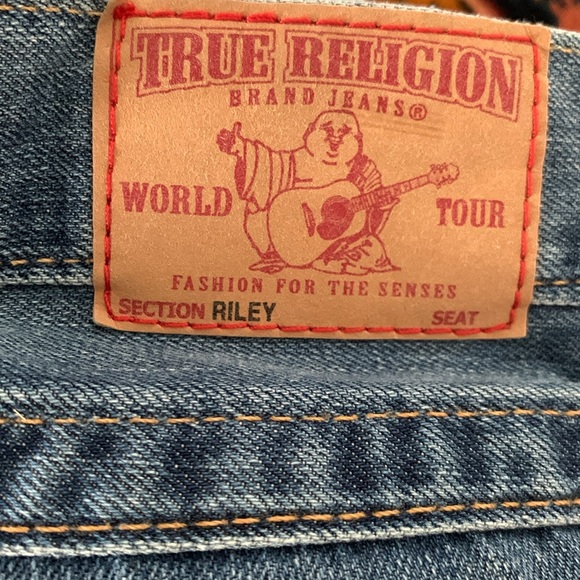 TRUE RELIGION
BRAND JEANS®
WORLD TOUR
FASHION FOR THE SENSES
SECTION RILEY SEAT